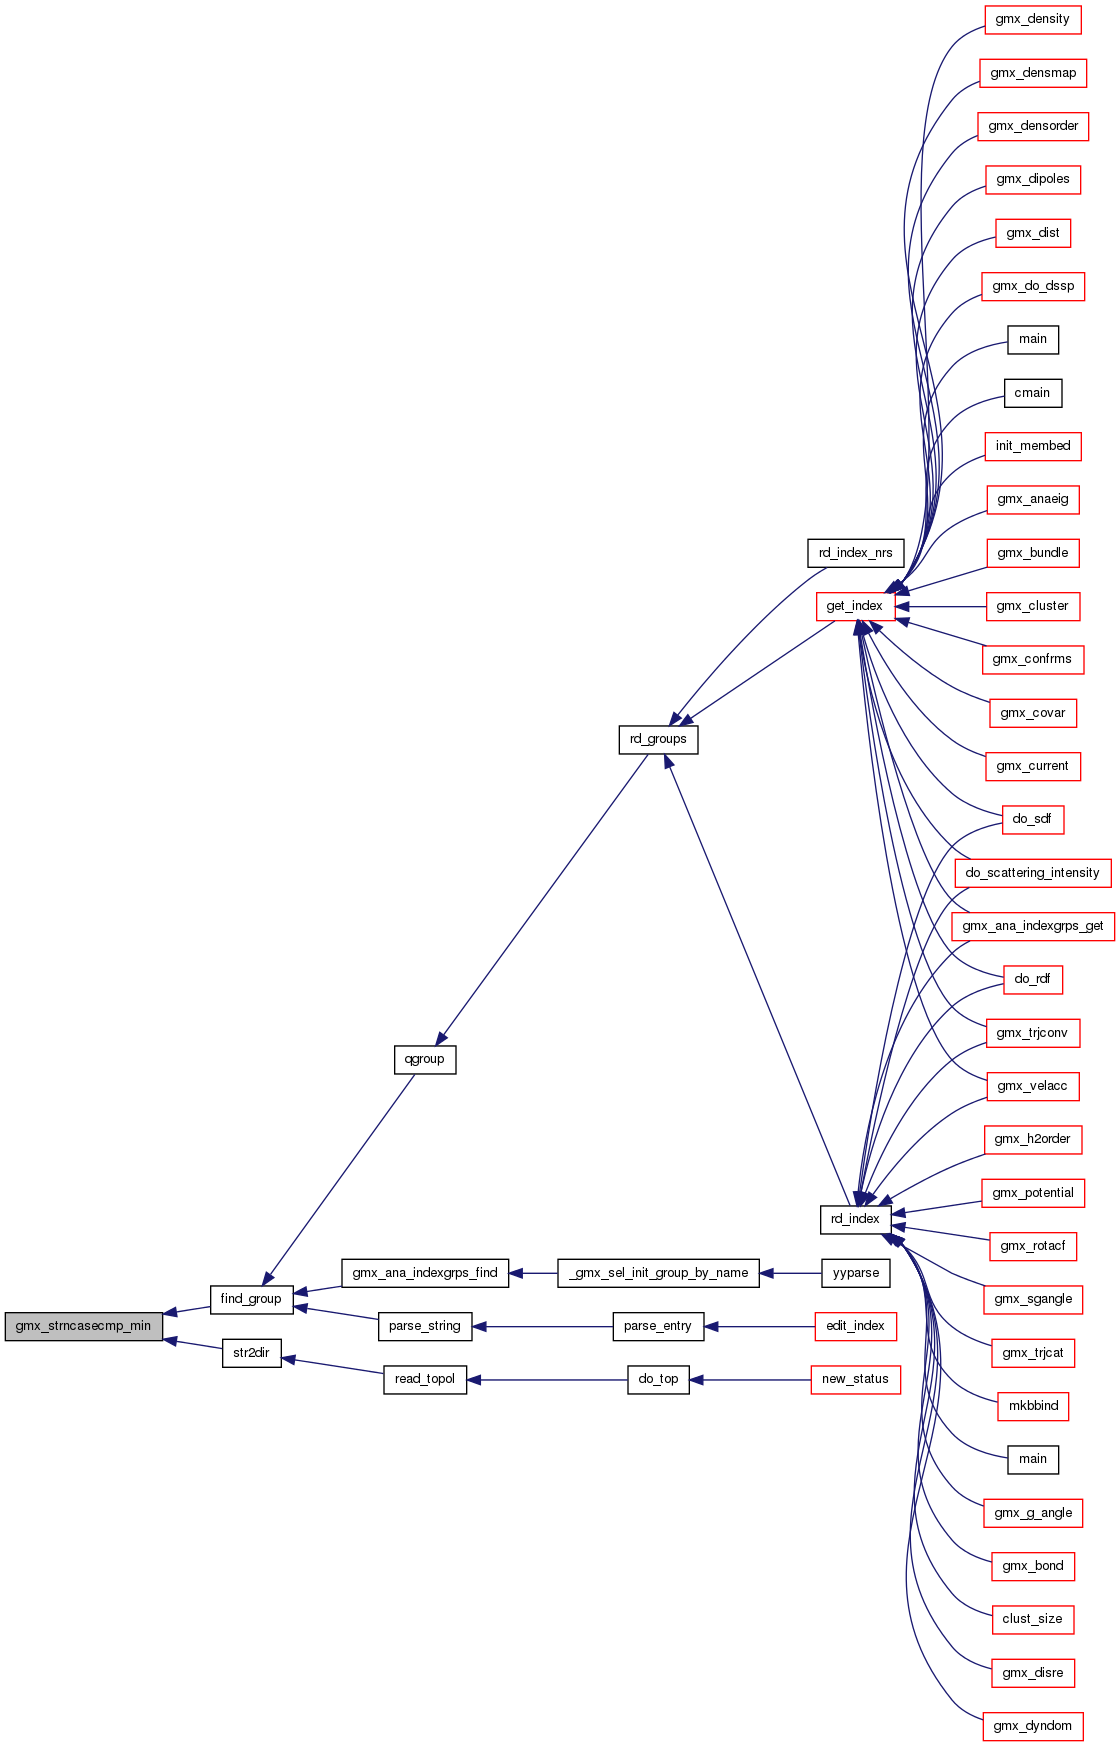 gmx_density
gmx_densmap
gmx_densorder
gmx_dipoles
gmx_dist
gmx_do_dssp
main
cmain
init_membed
gmx_anaeig
rd_index_nrs
gmx_bundle
get_index
gmx_cluster
gmx_confrms
gmx_covar
rd_groups
gmx_current
do_sdf
do_scattering_intensity
gmx_ana_indexgrps_get
do_rdf
gmx_trjconv
qgroup
gmx_velacc
gmx_h2order
gmx_potential
rd_index
gmx_rotacf
gmx_ana_indexgrps_find
_gmx_sel_init_group_by_name
yyparse
find_group
gmx_sgangle
gmx_strncasecmp_min
parse_string
parse_entry
edit_index
str2dir
gmx_trjcat
read_topol
do_top
new_status
mkbbind
main
gmx_g_angle
gmx_bond
clust_size
gmx_disre
gmx_dyndom